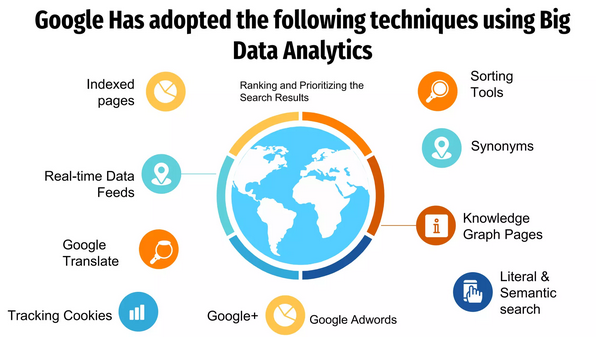 Google Has adopted the following techniques using Big
Data Analytics
Indexed
pages
Ranking and Prioritizing the
Search Results
Sorting
Tools
Synonyms
Real-time Data
Feeds
Knowledge
Graph Pages
Google
Translate
Literal &
Semantic
search
Tracking Cookies
Google+
Google Adwords